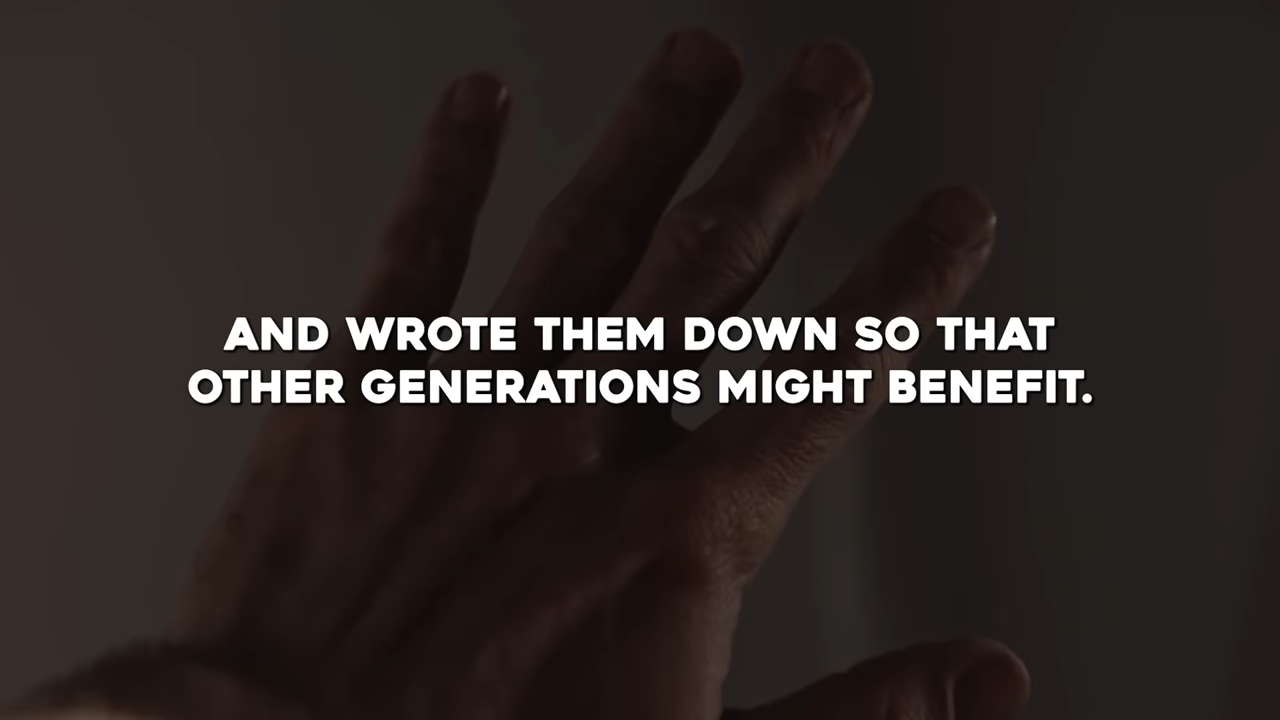 AND WROTE THEM DOWN SO THAT
OTHER GENERATIONS MIGHT BENEFIT.